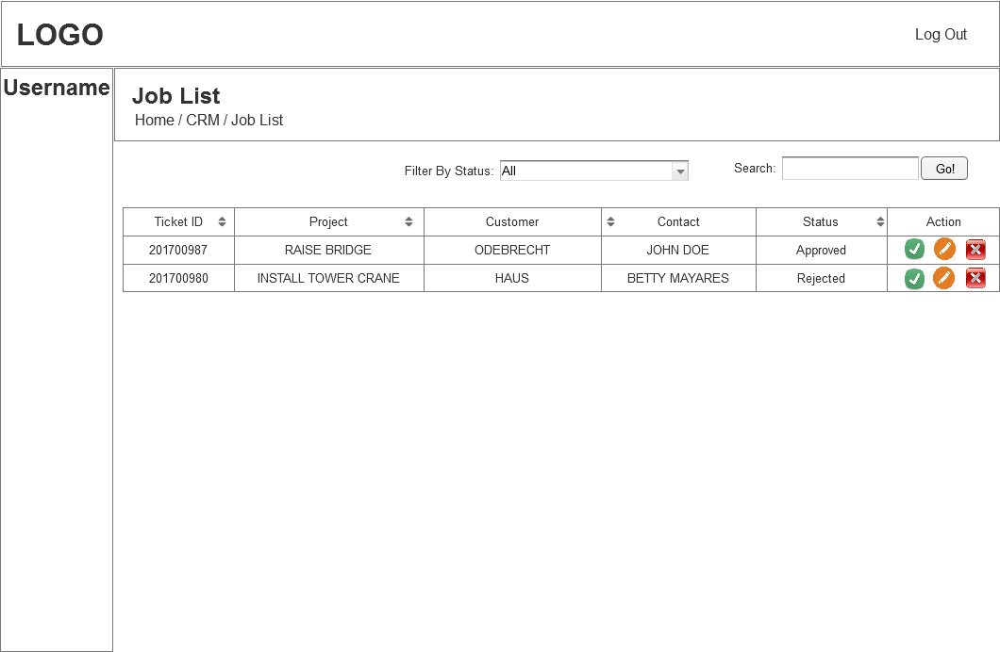 LOGO
Log Out
Username
Job List
Home / CRM / Job List
Filter By Status: All
Search: Go!
Ticket ID Project Customer Contact Status Action
201700987 RAISE BRIDGE ODEBRECHT JOHN DOE Approved
201700980 INSTALL TOWER CRANE HAUS BETTY MAYARES Rejected